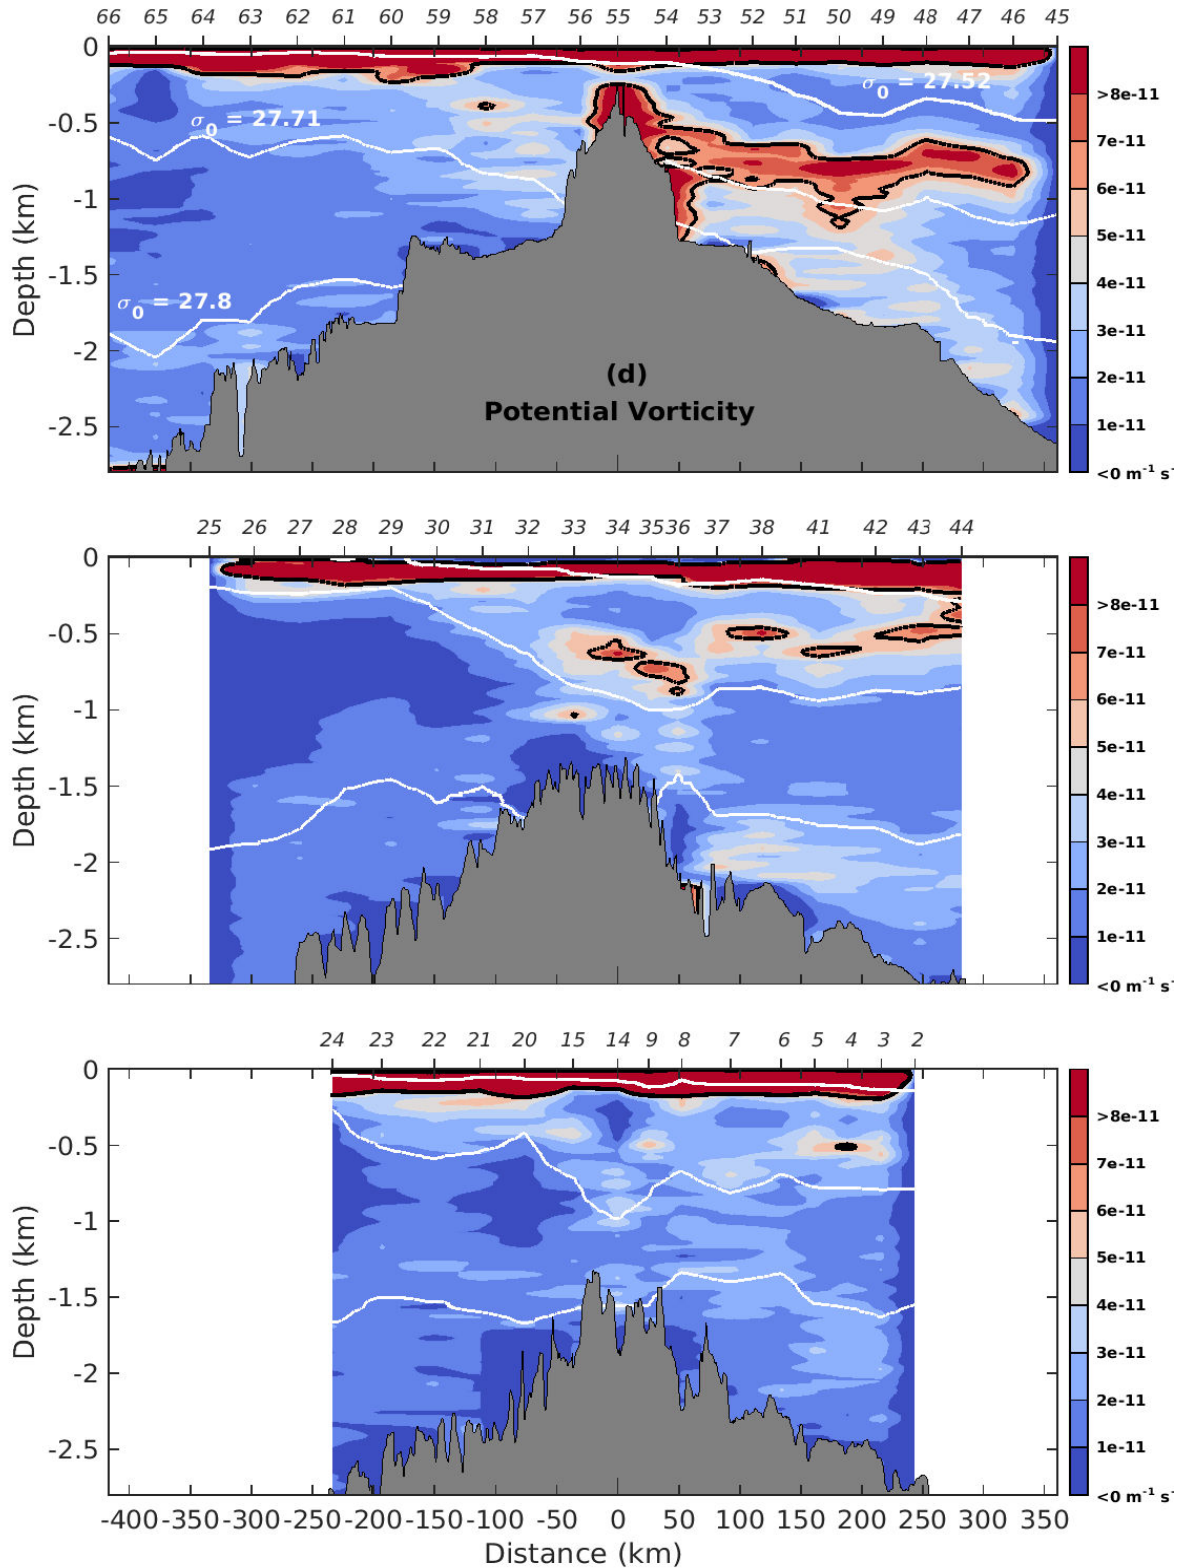 66 65 64 63 62 61 60 59 58 57 56 55 54 53 52 51 50 49 48 47 46 45
0
-0.5
-1
-1.5
-2
-2.5
Depth (km)
σ0 = 27.52
σ0 = 27.71
σ0 = 27.8
(d)
Potential Vorticity
>8e-11
7e-11
6e-11
5e-11
4e-11
3e-11
2e-11
1e-11
<0 m-1 s-
25 26 27 28 29 30 31 32 33 34 35 36 37 38 41 42 43 44
0
-0.5
-1
-1.5
-2
-2.5
Depth (km)
>8e-11
7e-11
6e-11
5e-11
4e-11
3e-11
2e-11
1e-11
<0 m-1 s-
24 23 22 21 20 15 14 9 8 7 6 5 4 3 2
0
-0.5
-1
-1.5
-2
-2.5
Depth (km)
>8e-11
7e-11
6e-11
5e-11
4e-11
3e-11
2e-11
1e-11
<0 m-1 s-
-400 -350 -300 -250 -200 -150 -100 -50 0 50 100 150 200 250 300 350
Distance (km)